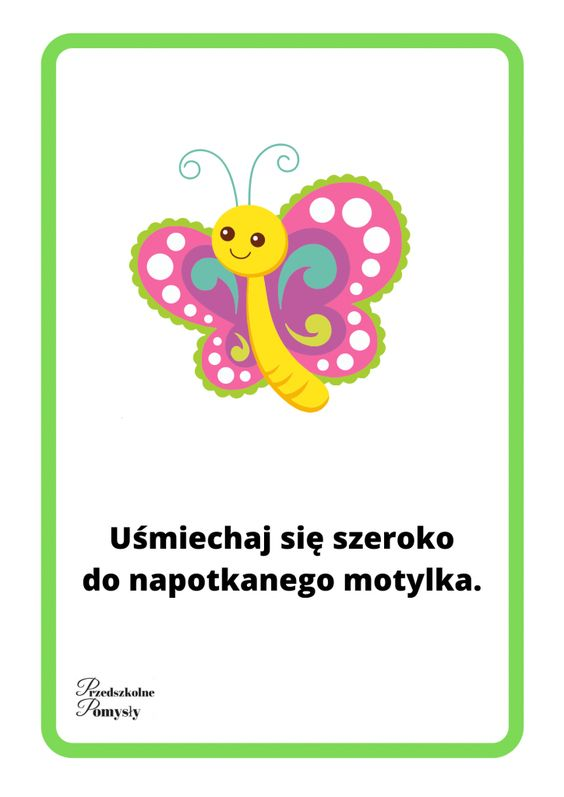 Uśmiechaj się szeroko
do napotkanego motylka.
Przedszkolne
Pomysły